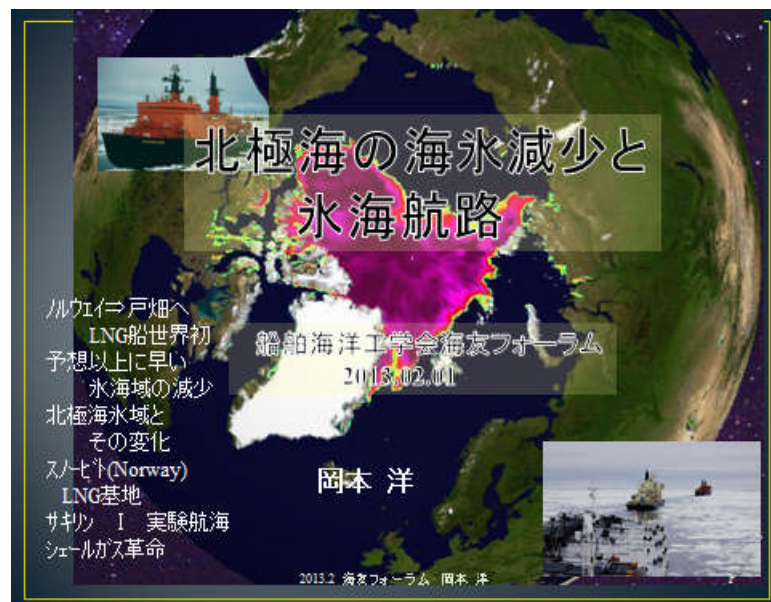 北極海の海氷減少と
氷海航路
ノルウェイ⇒戸畑へ
LNG船世界初
予想以上に早い
氷海域の減少
北極海氷域と
その変化
スノービト(Norway)
LNG基地
サキリン Ⅰ 実験航海
シェールガス革命
船舶海洋工学会海友フォーラム
2013.02.01
岡本 洋
2013.2 海友フォーラム 岡本 洋